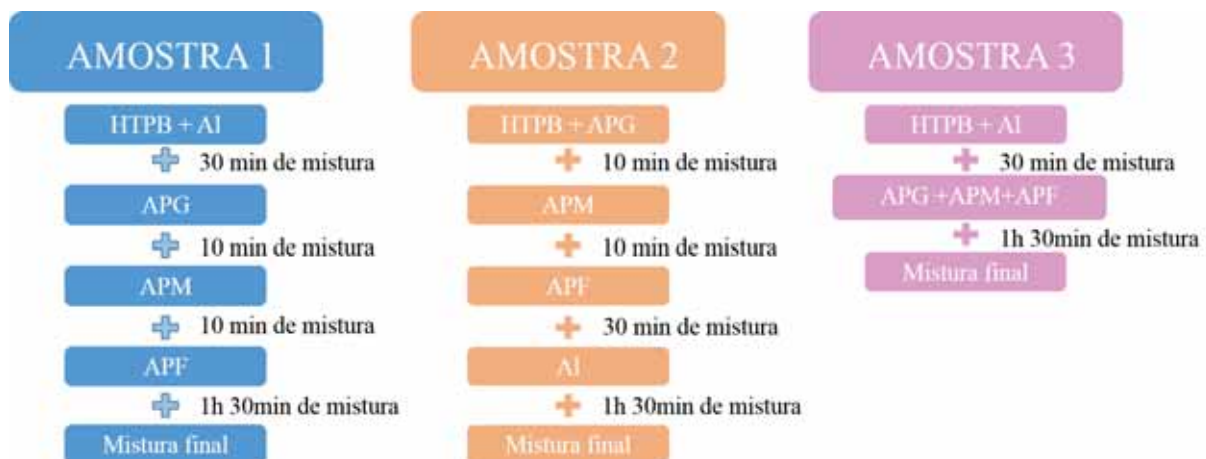 AMOSTRA 1
HTPB + Al
30 min de mistura
APG
10 min de mistura
APM
10 min de mistura
APF
1h 30min de mistura
Mistura final
AMOSTRA 2
HTPB + APG
10 min de mistura
APM
10 min de mistura
APF
30 min de mistura
Al
1h 30min de mistura
Mistura final
AMOSTRA 3
HTPB + Al
30 min de mistura
APG +APM+APF
1h 30min de mistura
Mistura final